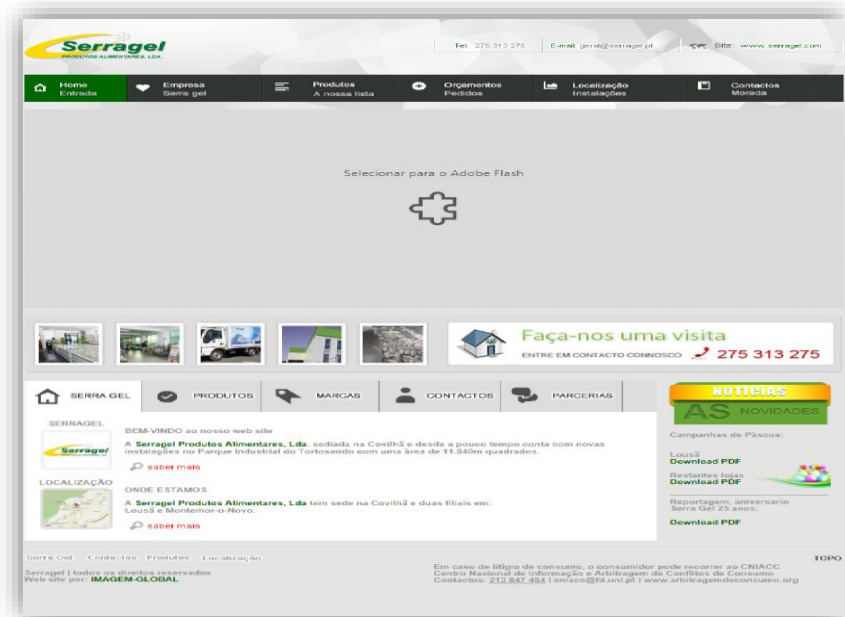 Serragel
PRODUTOS ALIMENTARES, LDA.
Tel: 275 313 275
E-mail: geral@serragel.pt
Site: www.serragel.com
Home
Entrada
Empresa
Serra gel
Produtos
A nossa lista
Orçamentos
Pedidos
Localização
Instalações
Contactos
Morada
Selecionar para o Adobe Flash
Faça-nos uma visita
ENTRE EM CONTACTO CONNOSCO 275 313 275
SERRA GEL
PRODUTOS
MARCAS
CONTACTOS
PARCERIAS
SERRAGEL
Serragel
BEM-VINDO ao nosso web site
A Serragel Produtos Alimentares, Lda, sediada na Covilhã e desde a pouco tempo conta com novas
instalações no Parque Industrial do Tortosendo com uma área de 11.840m quadrados.
saber mais
LOCALIZAÇÃO
ONDE ESTAMOS
A Serragel Produtos Alimentares, Lda tem sede na Covilhã e duas filiais em:
Lousã e Montemor-o-Novo.
saber mais
NOTICIAS
AS NOVIDADES
Campanhas de Páscoa:
Lousã
Download PDF
Restantes lojas
Download PDF
Reportagem, aniversario
Serra Gel 25 anos.
Download PDF
Serra Gel Contactos Produtos Localização
TOPO
Serragel | todos os direitos reservados
Web site por: IMAGEM-GLOBAL
Em caso de litígio de consumo, o consumidor pode recorrer ao CNIACC
Centro Nacional de Informação e Arbitragem de Conflitos de Consumo
Contactos: 213 847 484 | cniacc@fd.unl.pt | www.arbitragemdeconsumo.org